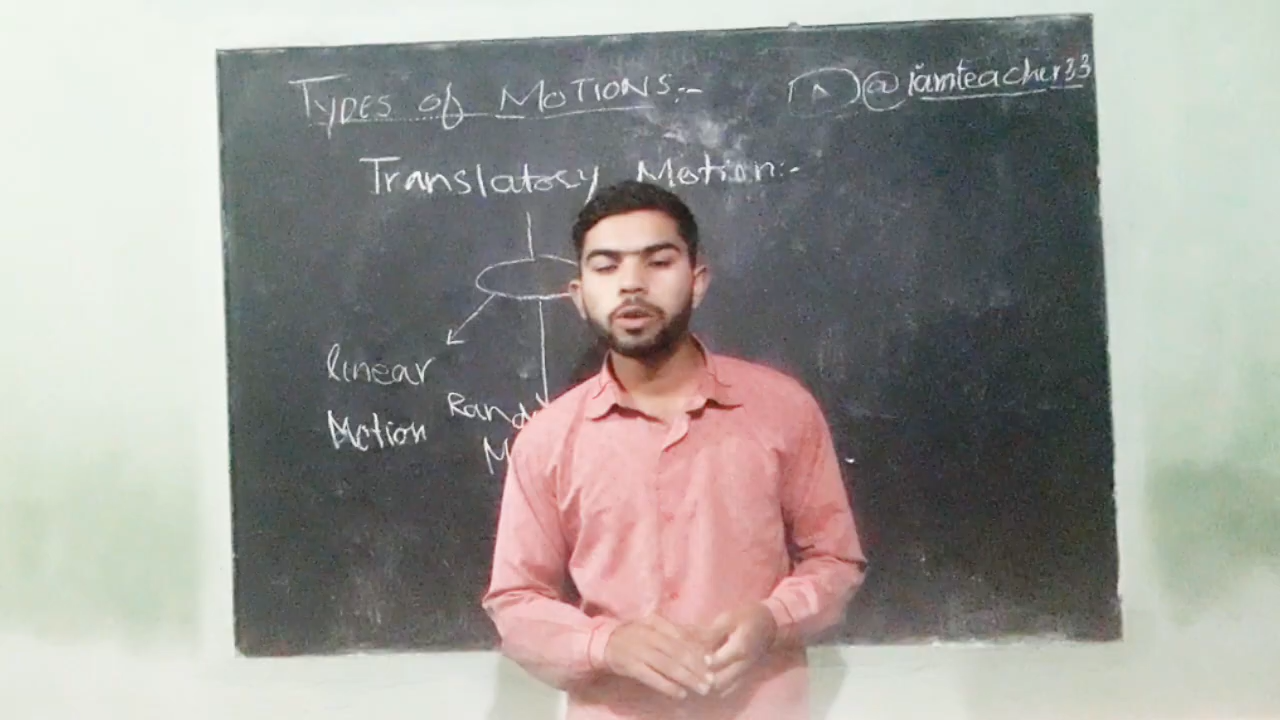 TYPES of MOTIONS:-
@iamteacher33
Translatory Motion:-
linear
Motion